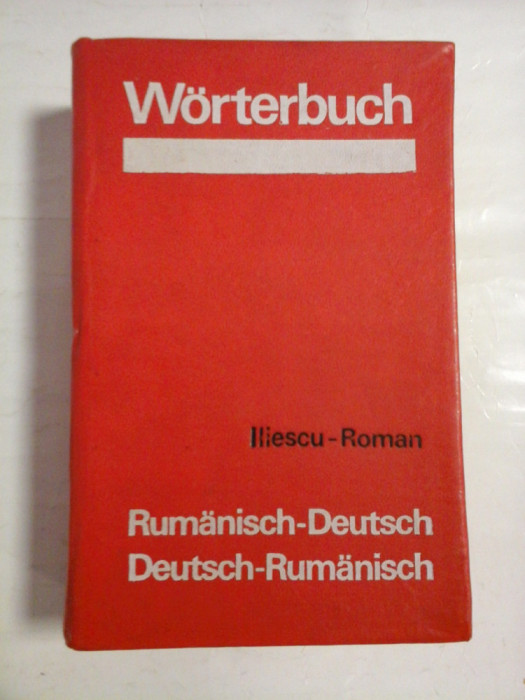 Wörterbuch
Iliescu-Roman
Rumänisch-Deutsch
Deutsch-Rumänisch